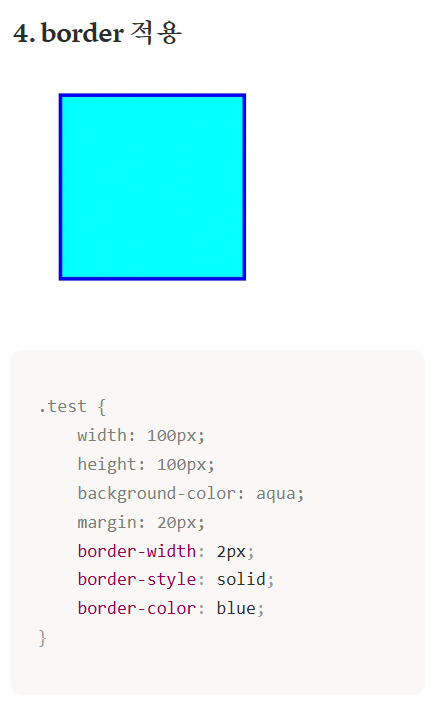 4. border 적용
.test {
    width: 100px;
    height: 100px;
    background-color: aqua;
    margin: 20px;
    border-width: 2px;
    border-style: solid;
    border-color: blue;
}